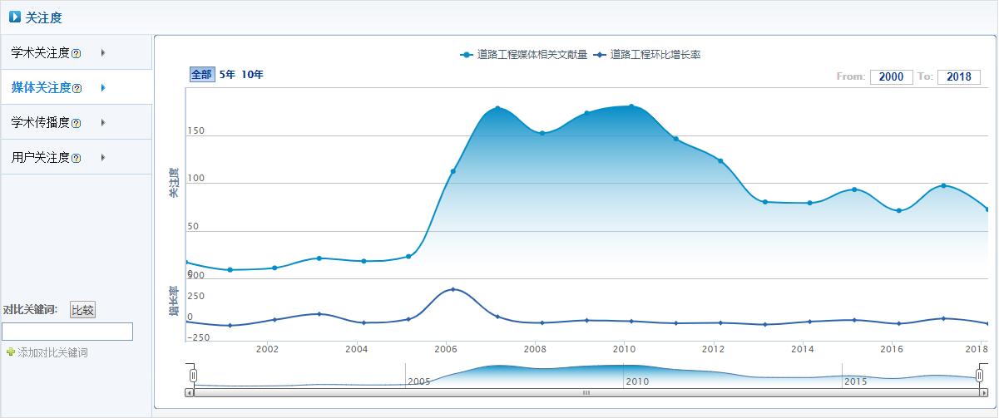 关注度
学术关注度?
媒体关注度?
学术传播度?
用户关注度?
对比关键词: 比较
添加对比关键词
道路工程媒体相关文献量 道路工程环比增长率
全部 5年 10年
From: 2000 To: 2018
关注度
150
100
50
0
增长率
500
250
0
-250
2002 2004 2006 2008 2010 2012 2014 2016 2018
2005 2010 2015